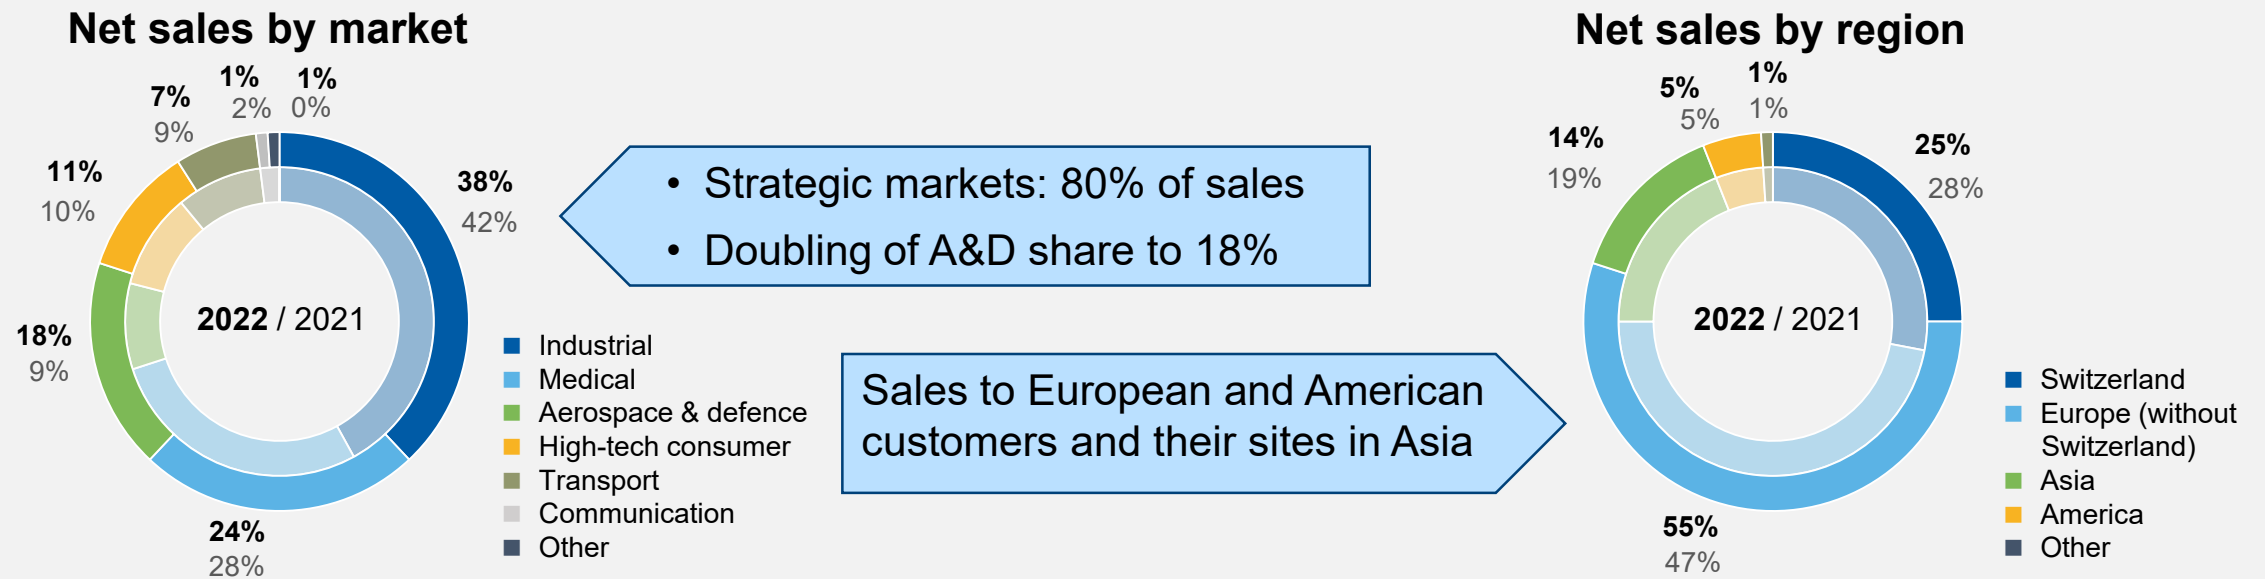 Net sales by market
1% 1%
7% 2% 0%
9%
11%
10%
38%
42%
18%
9%
24%
28%
2022 / 2021
Industrial
Medical
Aerospace & defence
High-tech consumer
Transport
Communication
Other
• Strategic markets: 80% of sales
• Doubling of A&D share to 18%
Sales to European and American
customers and their sites in Asia
Net sales by region
1%
5% 1%
5%
14%
19%
25%
28%
55%
47%
2022 / 2021
Switzerland
Europe (without
Switzerland)
Asia
America
Other